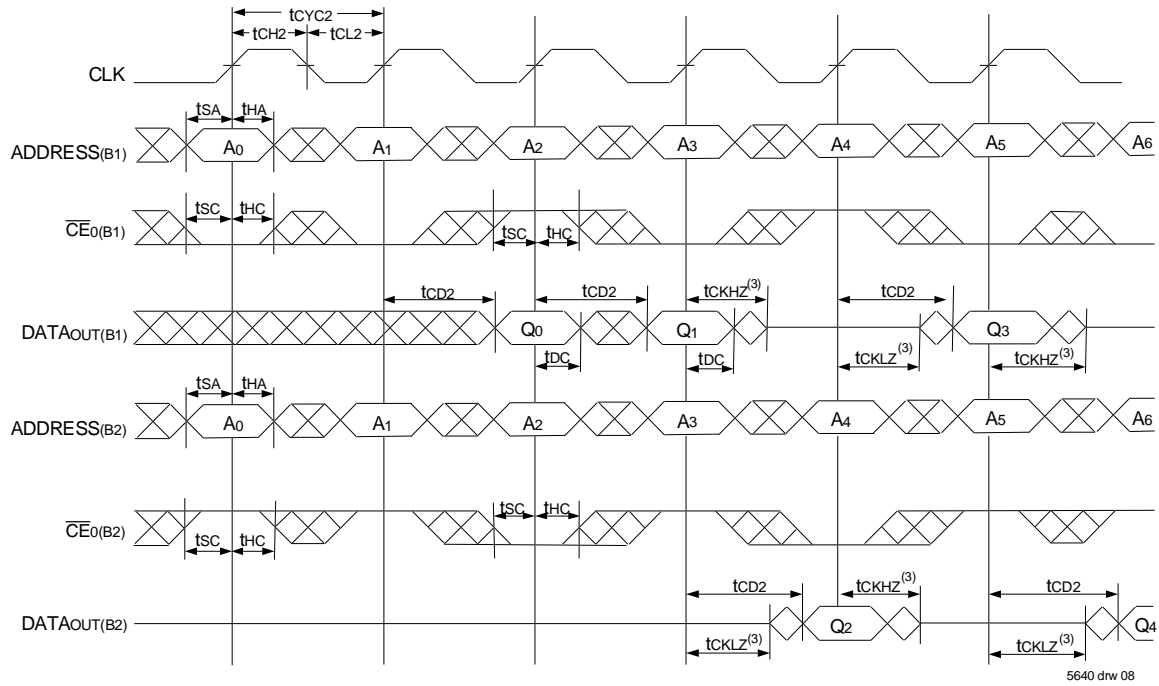 tCYC2
tCH2 tCL2
CLK
tSA tHA
ADDRESS(B1) A0 A1 A2 A3 A4 A5 A6
tSC tHC
CE0(B1)
tSC tHC
tCD2 tCD2 tCKHZ(3) tCD2
DATAOUT(B1) Q0 Q1 Q3
tDC tDC tCKLZ(3) tCKHZ(3)
tSA tHA
ADDRESS(B2) A0 A1 A2 A3 A4 A5 A6
tSC tHC
CE0(B2)
tSC tHC
tCD2 tCKHZ(3) tCD2
DATAOUT(B2) Q2 Q4
tCKLZ(3) tCKLZ(3)
5640 drw 08